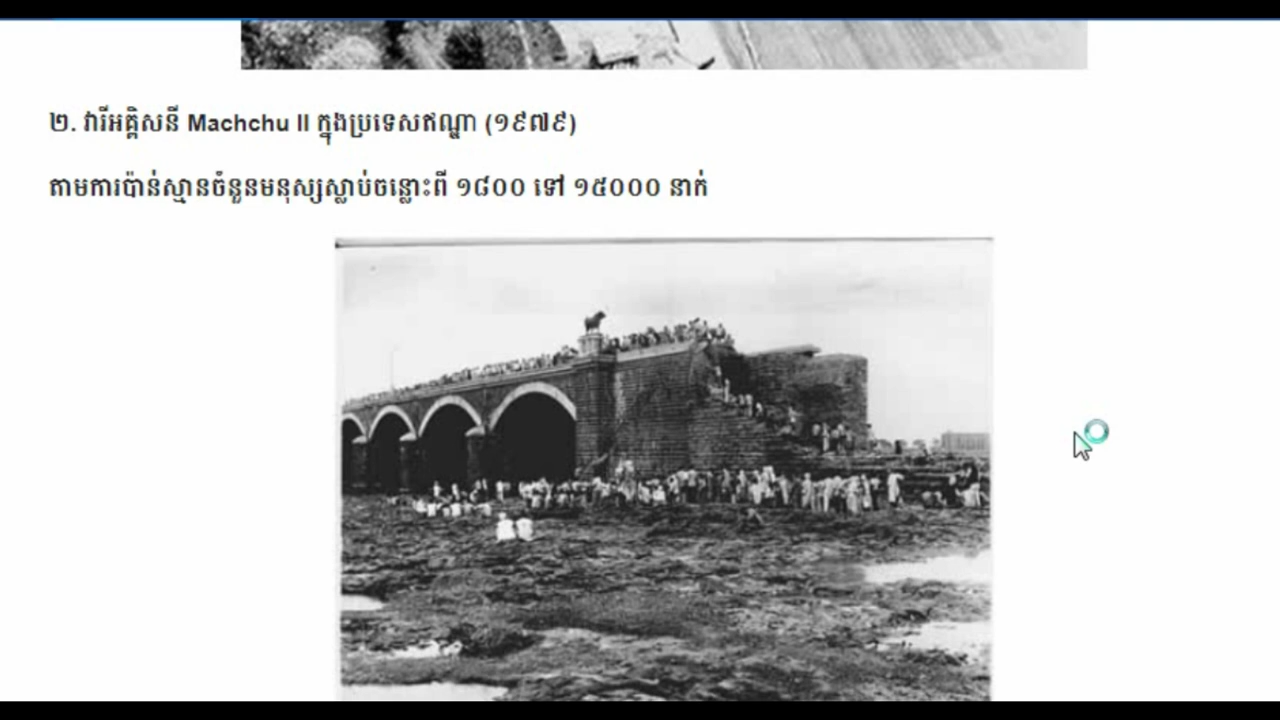 ២. វារីអគ្គិសនី Machchu II ក្នុងប្រទេសឥណ្ឌា (១៩៧៩)
តាមការប៉ាន់ស្មានចំនួនមនុស្សស្លាប់ចន្លោះពី ១៨០០ ទៅ ១៥០០០ នាក់